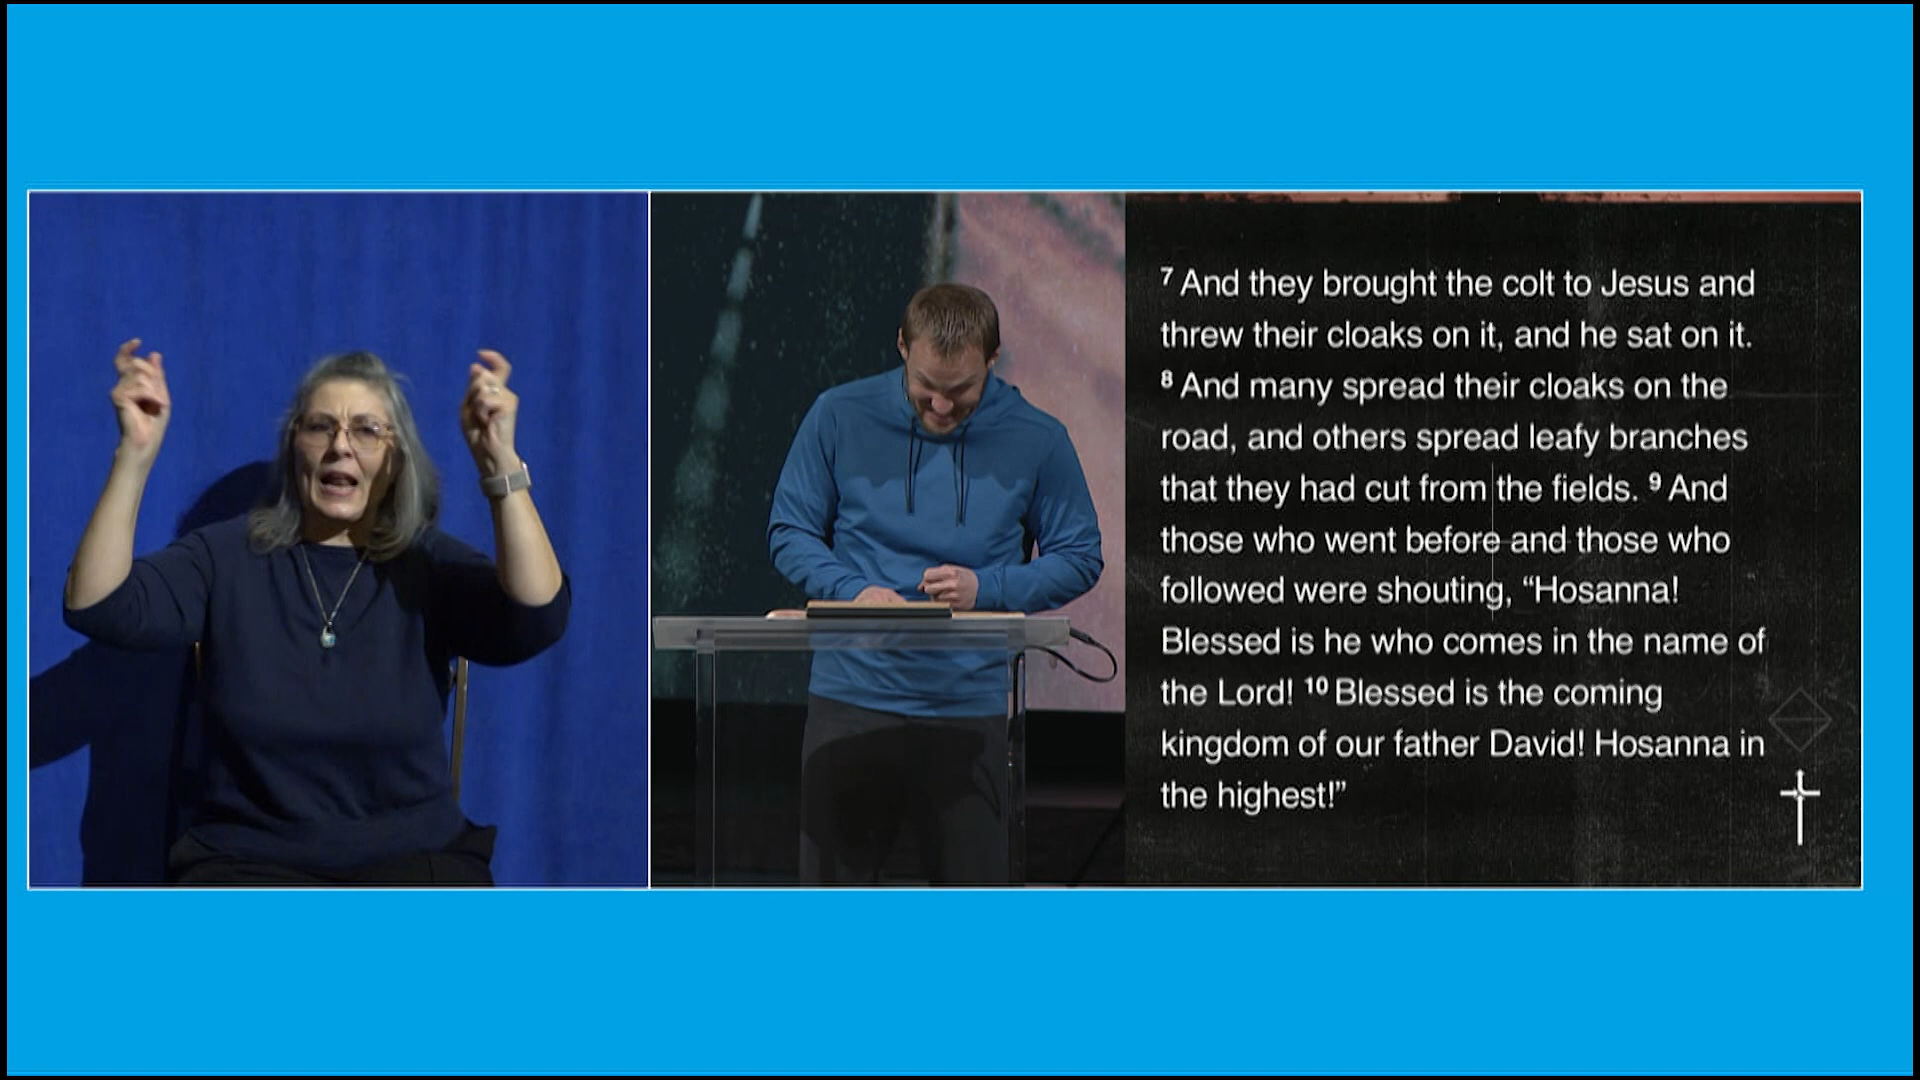 7 And they brought the colt to Jesus and
threw their cloaks on it, and he sat on it.
8 And many spread their cloaks on the
road, and others spread leafy branches
that they had cut from the fields. 9 And
those who went before and those who
followed were shouting, “Hosanna!
Blessed is he who comes in the name of
the Lord! 10 Blessed is the coming
kingdom of our father David! Hosanna in
the highest!”